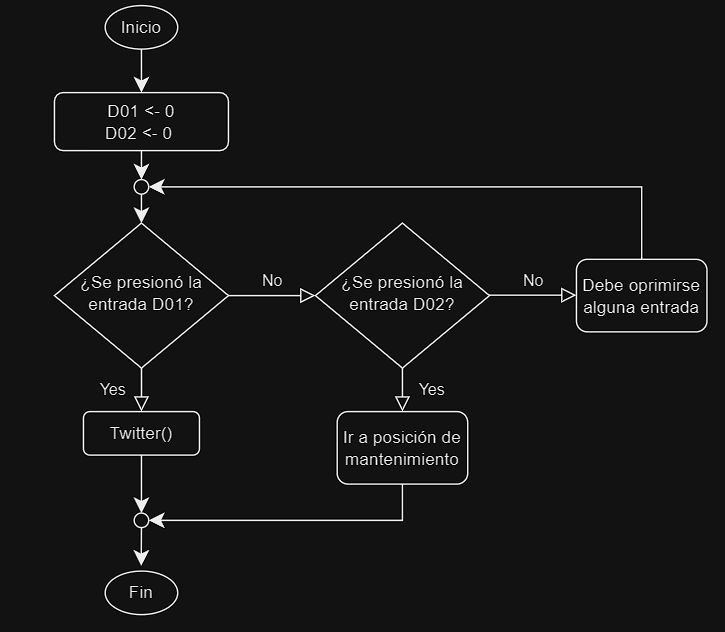 Inicio
D01 <- 0
D02 <- 0
¿Se presionó la
entrada D01?
No
¿Se presionó la
entrada D02?
No
Debe oprimirse
alguna entrada
Yes
Yes
Twitter()
Ir a posición de
mantenimiento
Fin